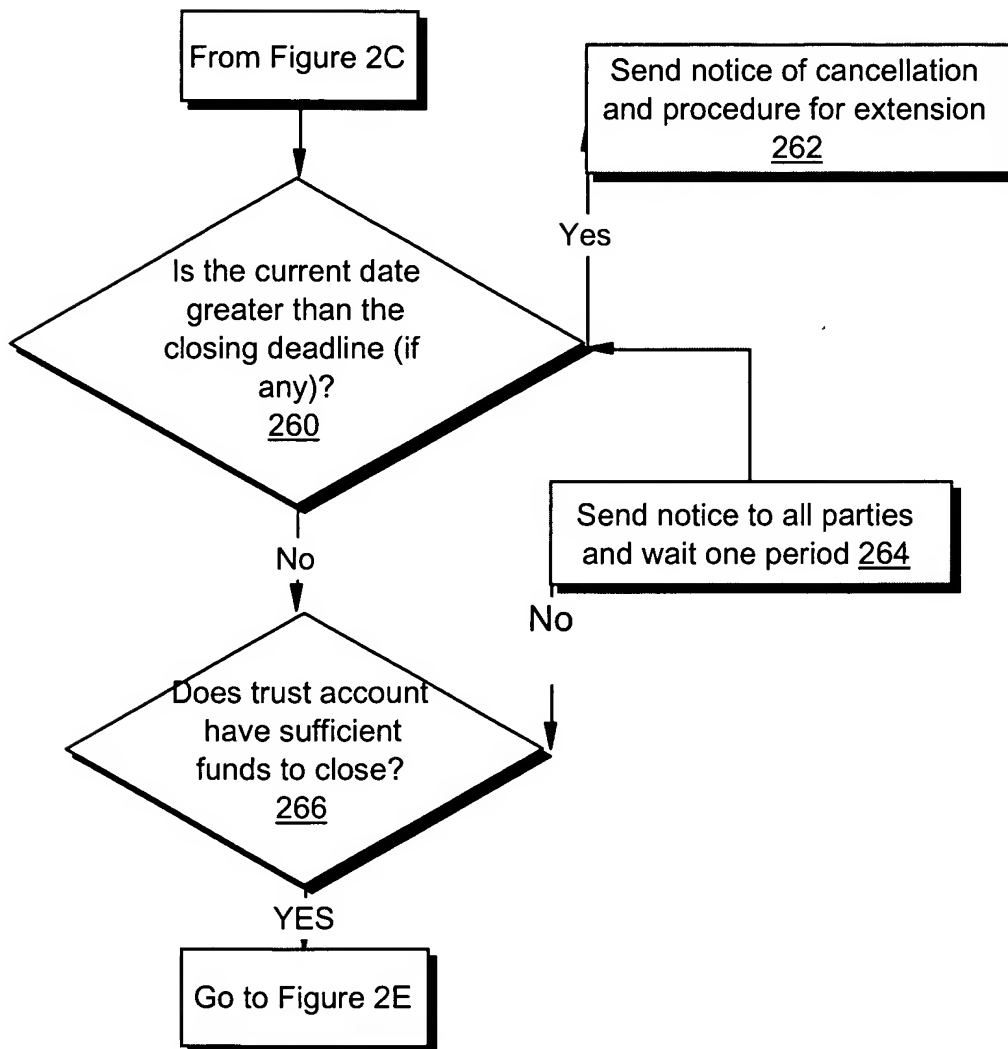 From Figure 2C
Send notice of cancellation
and procedure for extension
262
Yes
Is the current date
greater than the
closing deadline (if
any)?
260
Send notice to all parties
and wait one period 264
No
No
Does trust account
have sufficient
funds to close?
266
YES
Go to Figure 2E